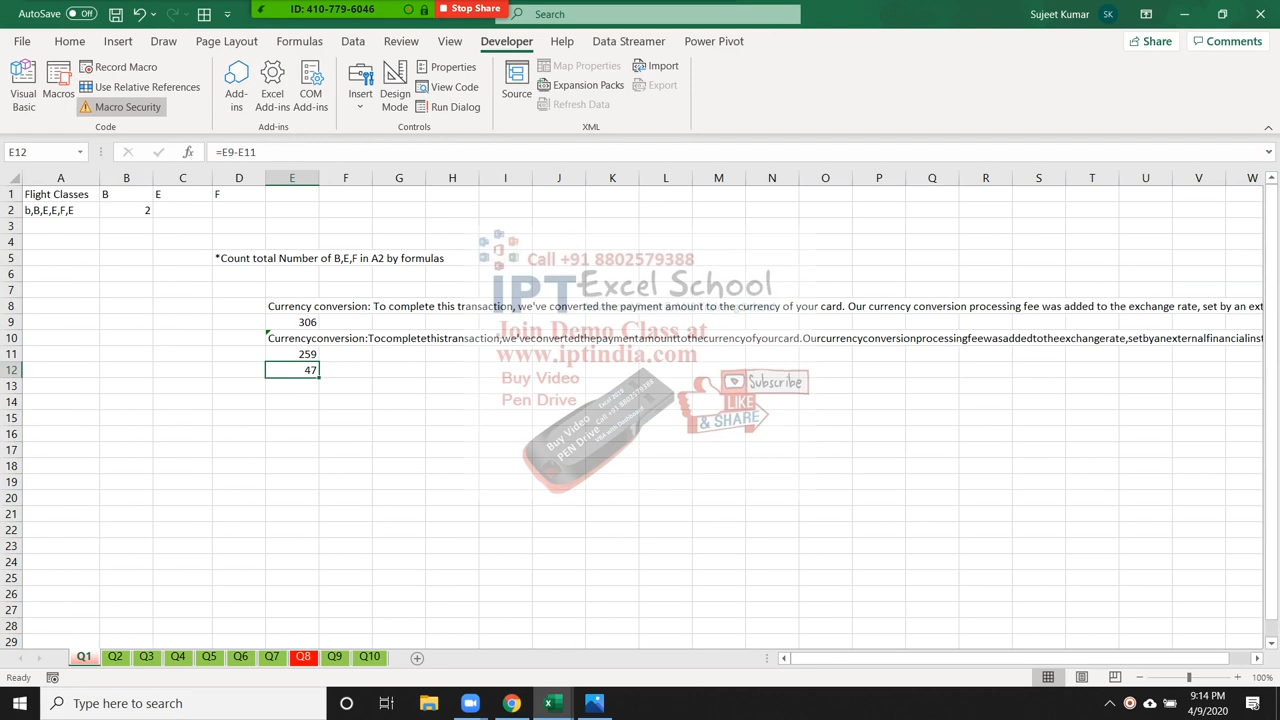 AutoSave Off
ID: 410-779-6046
Stop Share
Search
Sujeet Kumar
SK
File Home Insert Draw Page Layout Formulas Data Review View Developer Help Data Streamer Power Pivot
Share
Comments
Visual Basic
Macros
Record Macro
Use Relative References
Macro Security
Code
Add-ins
Excel Add-ins
COM Add-ins
Add-ins
Insert
Design Mode
Properties
View Code
Run Dialog
Controls
Source
Map Properties
Expansion Packs
Refresh Data
Import
Export
XML
E12
fx
=E9-E11
A B C D E F G H I J K L M N O P Q R S T U V W
1 Flight Classes B E F
2 b,B,E,E,F,E 2
3
4
5 *Count total Number of B,E,F in A2 by formulas
Call +91 8802579388
6
7
IPT Excel School
8 Currency conversion: To complete this transaction, we've converted the payment amount to the currency of your card. Our currency conversion processing fee was added to the exchange rate, set by an ext
9 306
Join Demo Class at
10 Currencyconversion:Tocompletethistransaction,we'veconvertedthepaymentamounttothecurrencyofyourcard.Ourcurrencyconversionprocessingfeewasaddedtotheexchangerate,setbyanexternalfinancialinst
11 259
www.iptindia.com
12 47
Buy Video
Pen Drive
Subscribe
LIKE
& SHARE
Call +91 8802579388
Buy Video
PEN Drive
13
14
15
16
17
18
19
20
21
22
23
24
25
26
27
28
29
Q1 Q2 Q3 Q4 Q5 Q6 Q7 Q8 Q9 Q10
Ready
100%
Type here to search
9:14 PM
4/9/2020